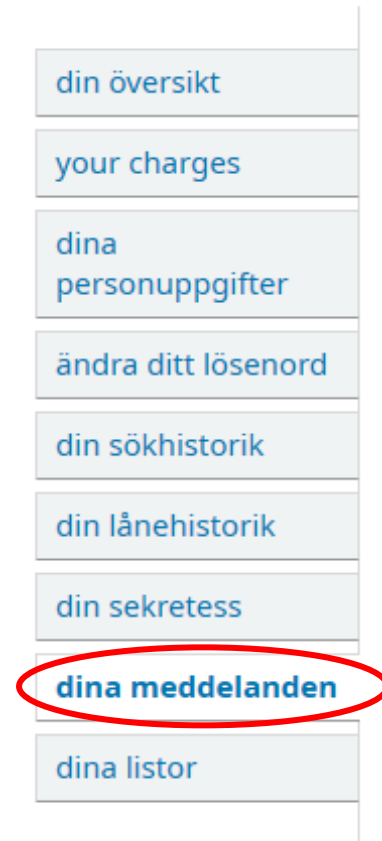 din översikt
your charges
dina
personuppgifter
ändra ditt lösenord
din sökhistorik
din lånehistorik
din sekretess
dina meddelanden
dina listor